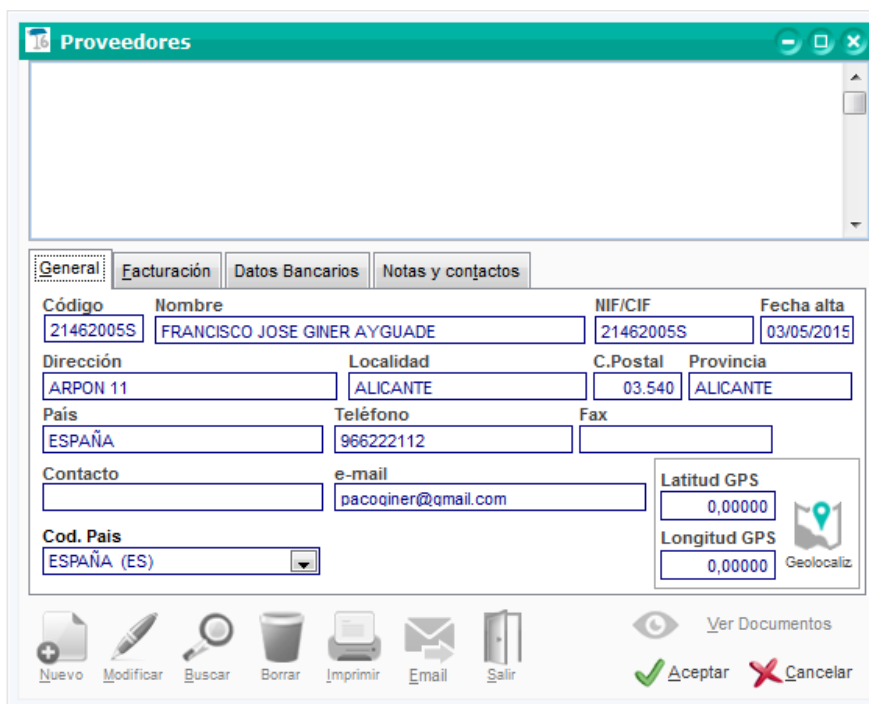 16 Proveedores
General Facturación Datos Bancarios Notas y contactos
Código Nombre NIF/CIF Fecha alta
21462005S FRANCISCO JOSE GINER AYGUADE 21462005S 03/05/2015
Dirección Localidad C.Postal Provincia
ARPON 11 ALICANTE 03.540 ALICANTE
País Teléfono Fax
ESPAÑA 966222112
Contacto e-mail
pacoginer@gmail.com
Latitud GPS
0,00000
Cod. Pais
ESPAÑA (ES)
Longitud GPS
0,00000
Geolocaliz
Nuevo Modificar Buscar Borrar Imprimir Email Salir
Ver Documentos
Aceptar Cancelar